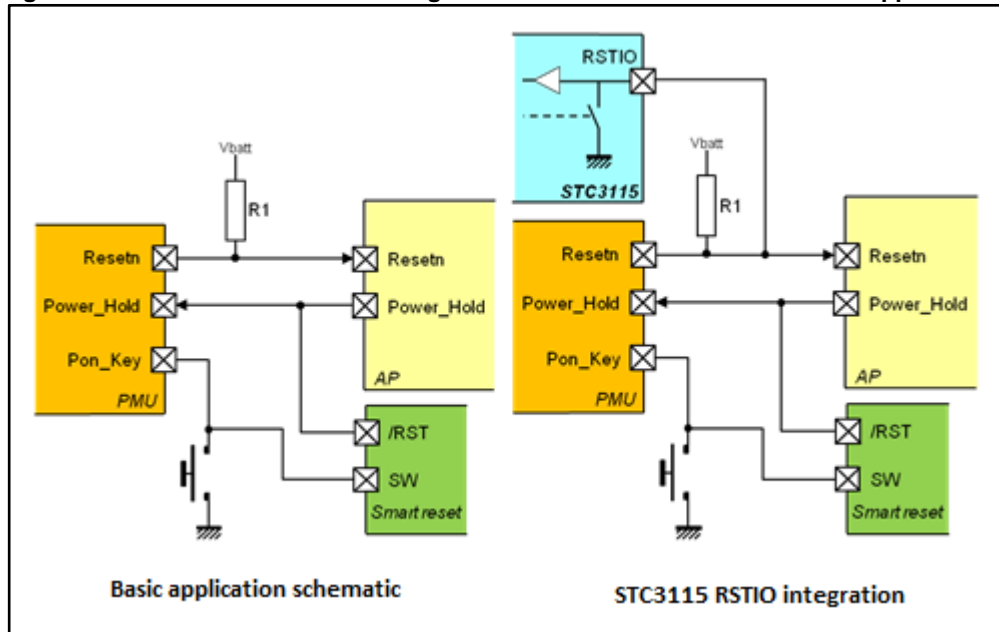 Vbatt
R1
Resetn
Power_Hold
Pon_Key
PMU
Resetn
Power_Hold
AP
/RST
SW
Smart reset
Basic application schematic
RSTIO
STC3115
Vbatt
R1
Resetn
Power_Hold
Pon_Key
PMU
Resetn
Power_Hold
AP
/RST
SW
Smart reset
STC3115 RSTIO integration